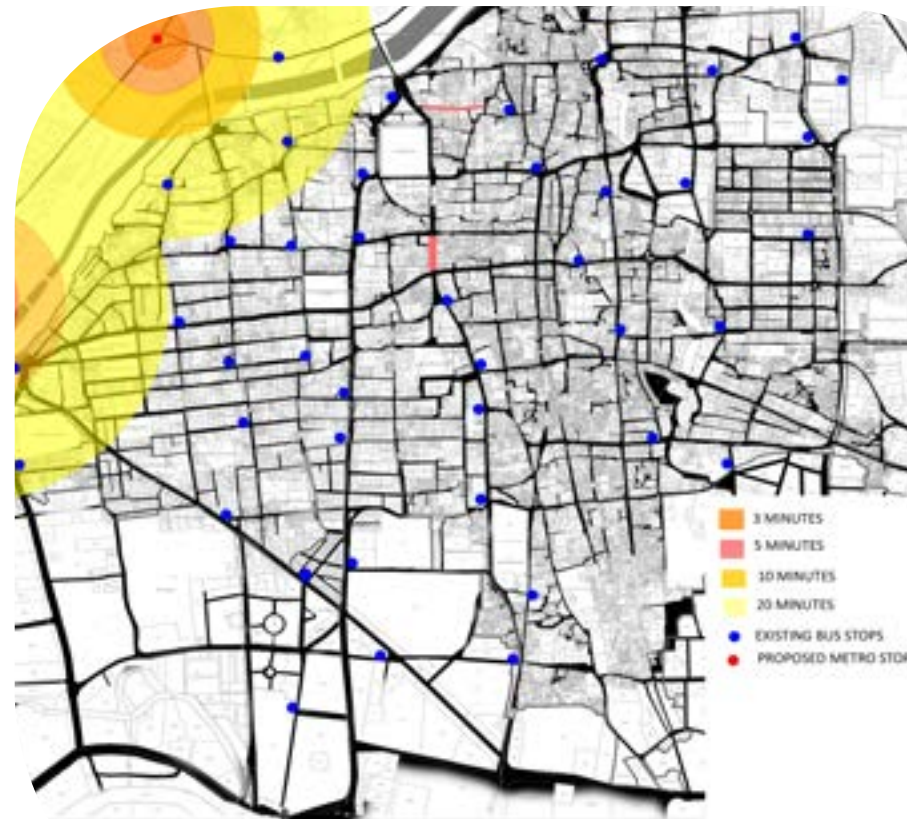 3 MINUTES
5 MINUTES
10 MINUTES
20 MINUTES
EXISTING BUS STOPS
PROPOSED METRO STOP